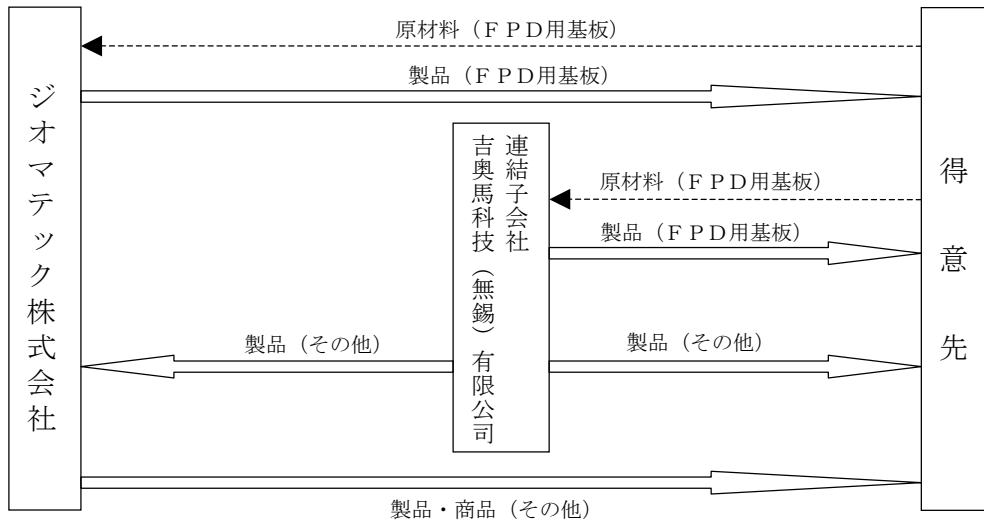 原材料（ＦＰＤ用基板）
製品（ＦＰＤ用基板）
ジオマテック株式会社
連結子会社
吉奥馬科技（無錫）有限公司
原材料（ＦＰＤ用基板）
製品（ＦＰＤ用基板）
得意先
製品（その他）
製品（その他）
製品・商品（その他）